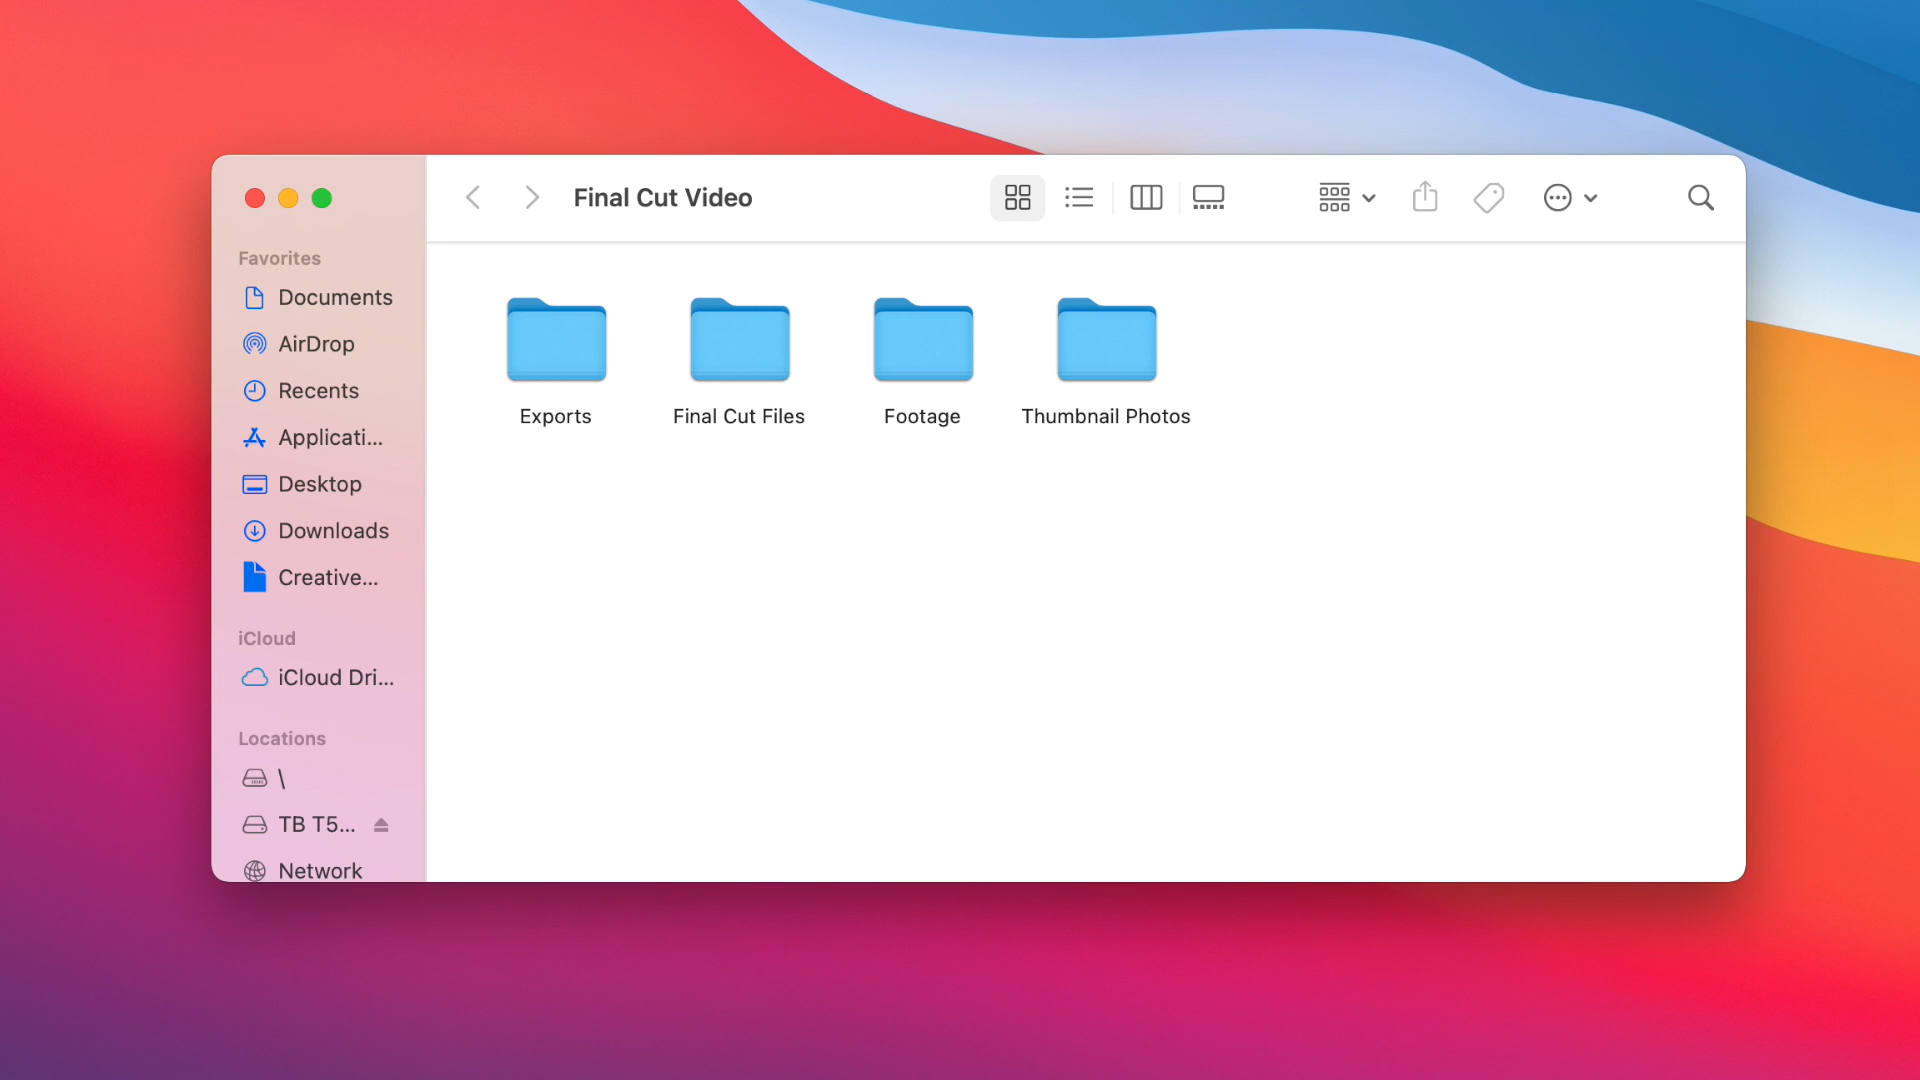 Final Cut Video
Favorites
Documents
AirDrop
Recents
Applicati...
Desktop
Downloads
Creative...
iCloud
iCloud Dri...
Locations
\
TB T5...
Network
Exports
Final Cut Files
Footage
Thumbnail Photos